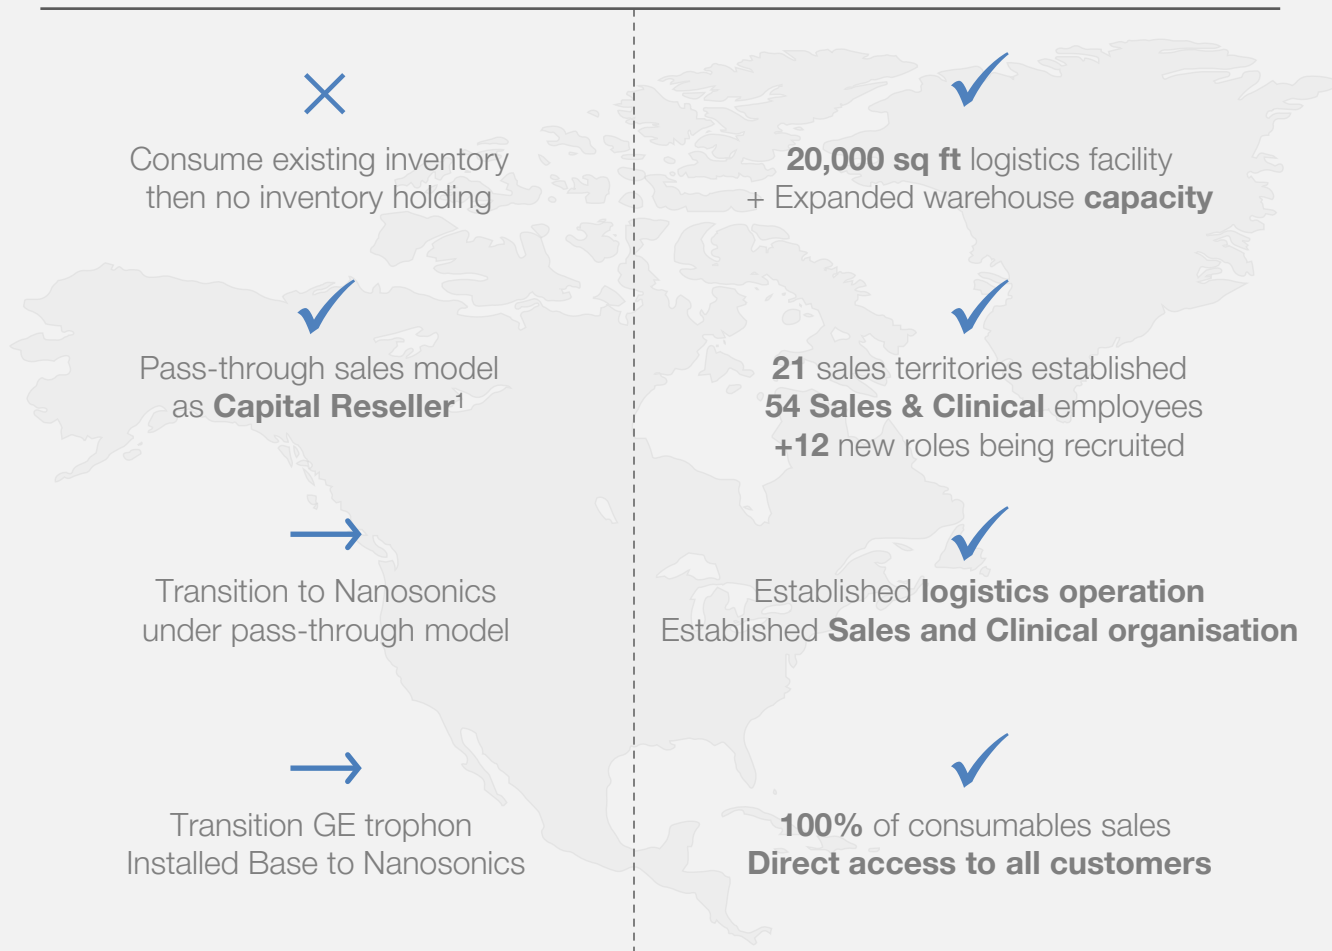 Consume existing inventory
then no inventory holding
20,000 sq ft logistics facility
+ Expanded warehouse capacity
Pass-through sales model
as Capital Reseller¹
21 sales territories established
54 Sales & Clinical employees
+12 new roles being recruited
Transition to Nanosonics
under pass-through model
Established logistics operation
Established Sales and Clinical organisation
Transition GE trophon
Installed Base to Nanosonics
100% of consumables sales
Direct access to all customers